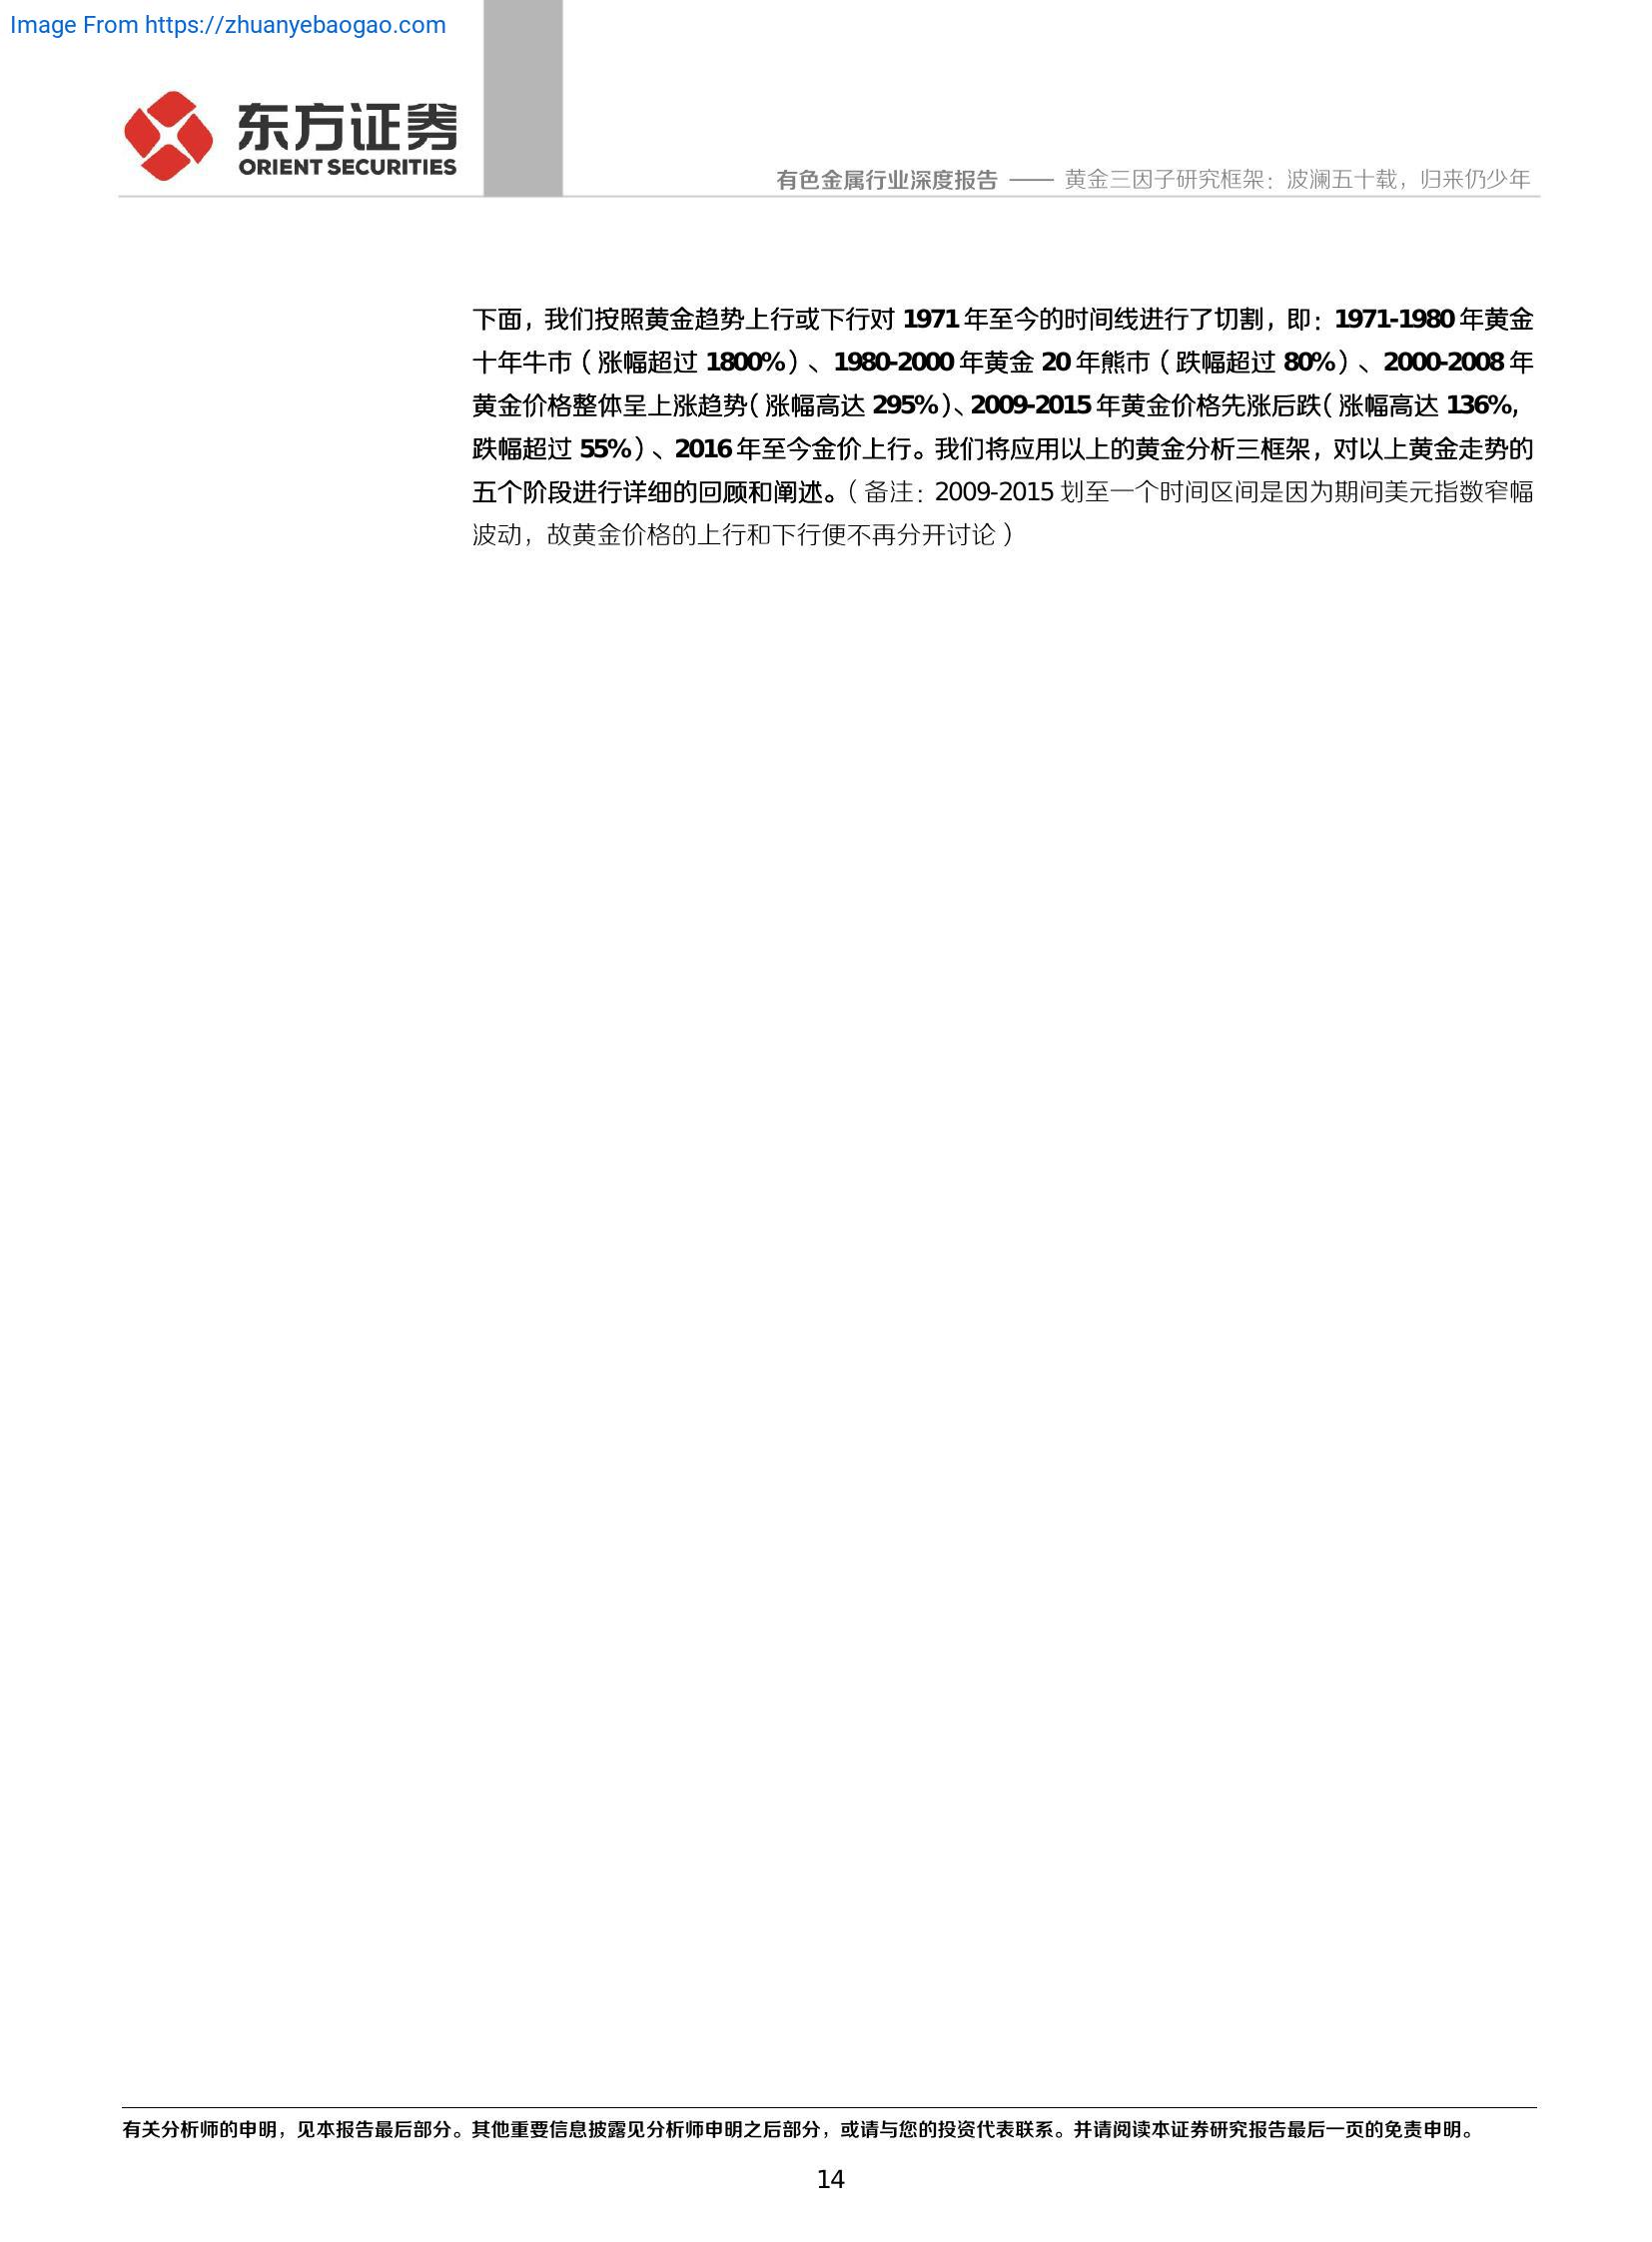 Image From https://zhuanyebaogao.com
东方证券
ORIENT SECURITIES
有色金属行业深度报告 —— 黄金三因子研究框架：波澜五十载，归来仍少年
下面，我们按照黄金趋势上行或下行对 1971 年至今的时间线进行了切割，即：1971-1980 年黄金
十年牛市（涨幅超过 1800%）、1980-2000 年黄金 20 年熊市（跌幅超过 80%）、2000-2008 年
黄金价格整体呈上涨趋势（涨幅高达 295%）、2009-2015 年黄金价格先涨后跌（涨幅高达 136%，
跌幅超过 55%）、2016 年至今金价上行。我们将应用以上的黄金分析三框架，对以上黄金走势的
五个阶段进行详细的回顾和阐述。（备注：2009-2015 划至一个时间区间是因为期间美元指数窄幅
波动，故黄金价格的上行和下行便不再分开讨论）
有关分析师的申明，见本报告最后部分。其他重要信息披露见分析师申明之后部分，或请与您的投资代表联系。并请阅读本证券研究报告最后一页的免责申明。
14